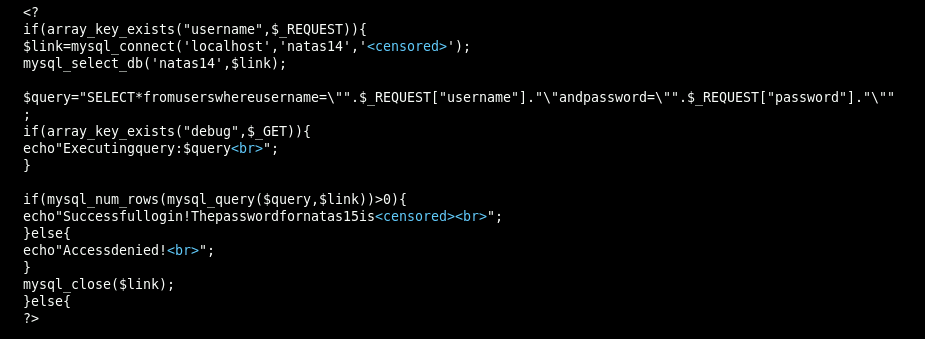 <?
if(array_key_exists("username",$_REQUEST)){
$link=mysql_connect('localhost','natas14','<censored>');
mysql_select_db('natas14',$link);
$query="SELECT*fromuserswhereusername=\"".$_REQUEST["username"]."\"andpassword=\"".$_REQUEST["password"]."\""
;
if(array_key_exists("debug",$_GET)){
echo"Executingquery:$query<br>";
}
if(mysql_num_rows(mysql_query($query,$link))>0){
echo"Successfullogin!Thepasswordfornatas15is<censored><br>";
}else{
echo"Accessdenied!<br>";
}
mysql_close($link);
}else{
?>